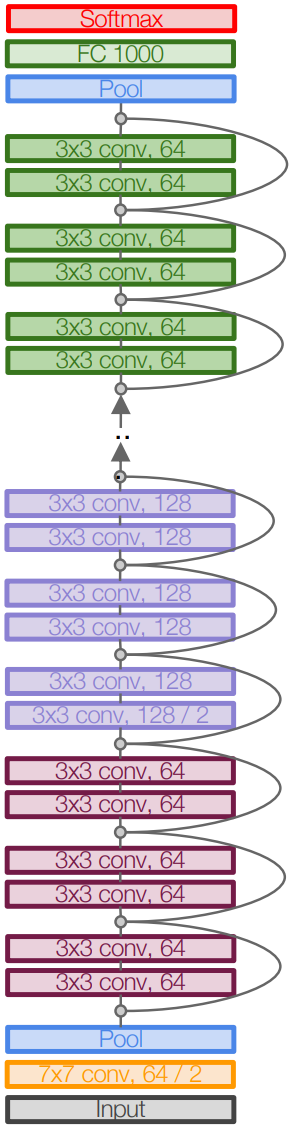 Softmax
FC 1000
Pool
3x3 conv, 64
3x3 conv, 64
3x3 conv, 64
3x3 conv, 64
3x3 conv, 64
3x3 conv, 64
..
.
3x3 conv, 128
3x3 conv, 128
3x3 conv, 128
3x3 conv, 128
3x3 conv, 128
3x3 conv, 128 / 2
3x3 conv, 64
3x3 conv, 64
3x3 conv, 64
3x3 conv, 64
3x3 conv, 64
3x3 conv, 64
Pool
7x7 conv, 64 / 2
Input